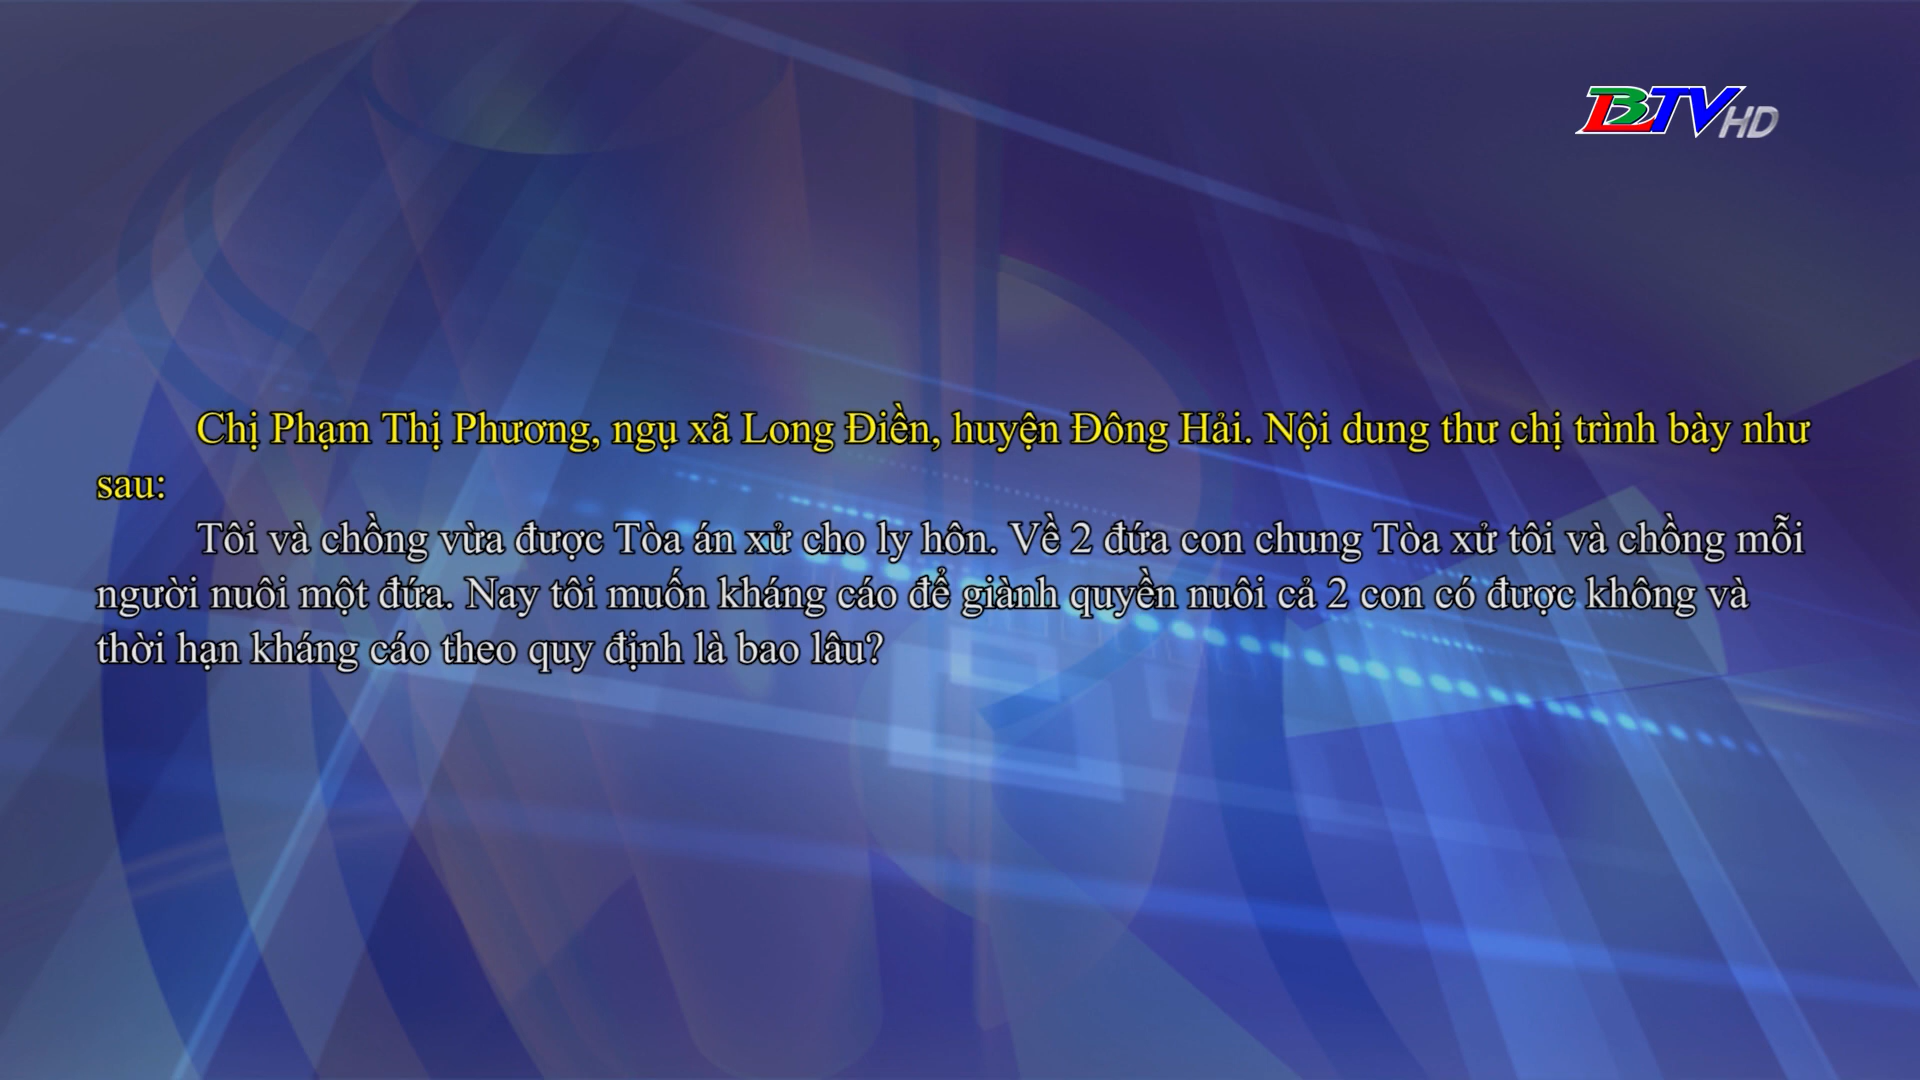 BLTV HD
Chị Phạm Thị Phương, ngụ xã Long Điền, huyện Đông Hải. Nội dung thư chị trình bày như
sau:
Tôi và chồng vừa được Tòa án xử cho ly hôn. Về 2 đứa con chung Tòa xử tôi và chồng mỗi
người nuôi một đứa. Nay tôi muốn kháng cáo để giành quyền nuôi cả 2 con có được không và
thời hạn kháng cáo theo quy định là bao lâu?